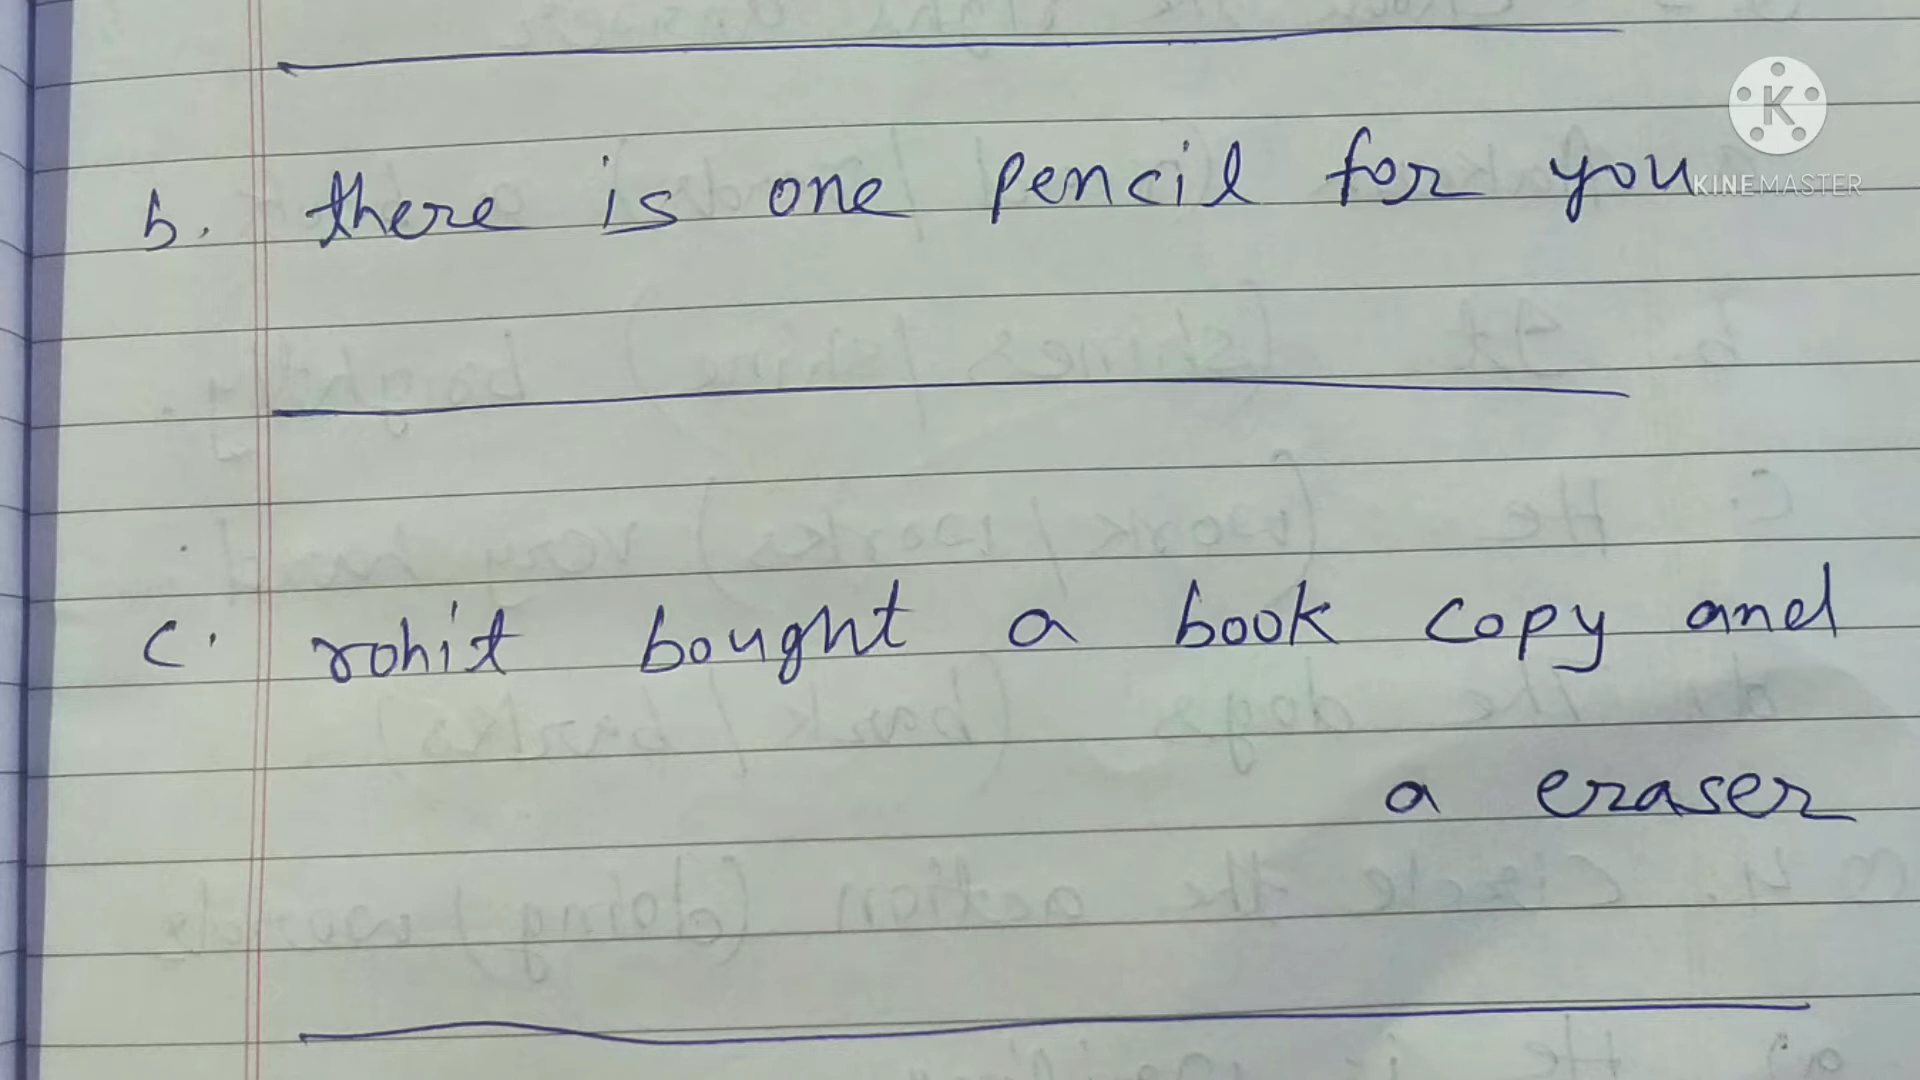 b. there is one pencil for you
KINEMASTER
c. rohit bought a book copy and
a eraser